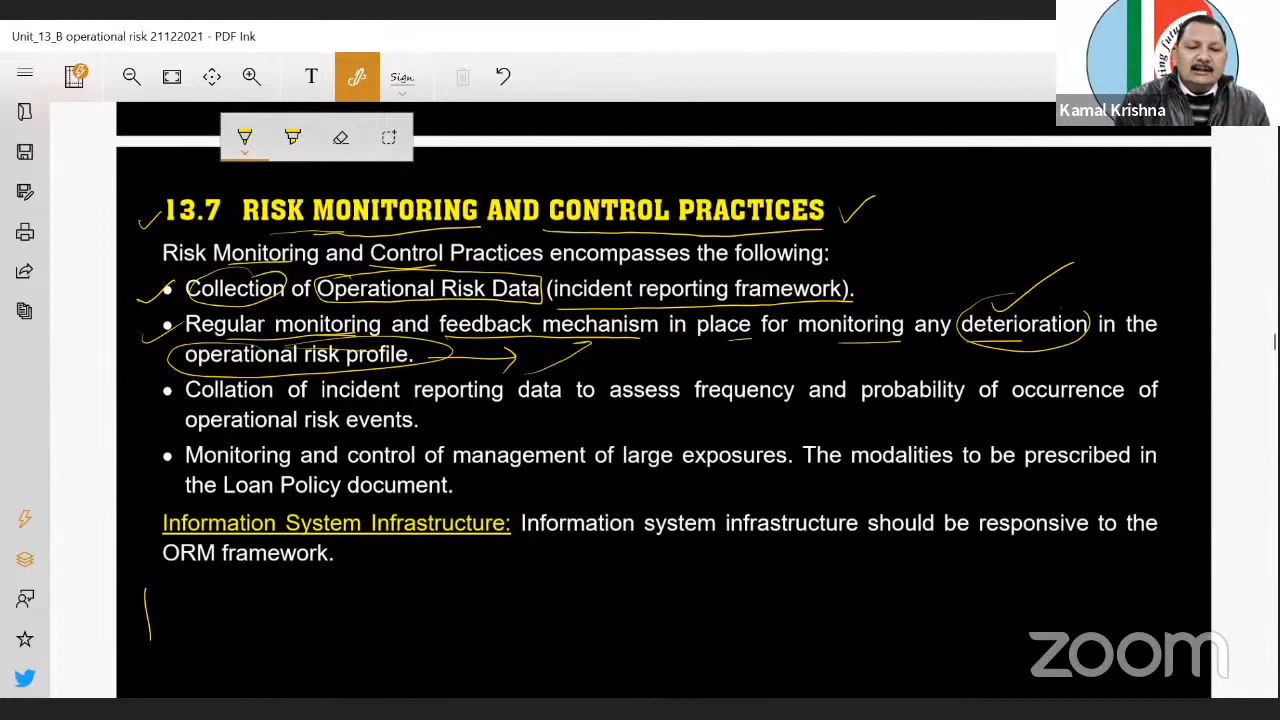 Unit_13_B operational risk 21122021 - PDF Ink
T
Sign
Kamal Krishna
13.7 RISK MONITORING AND CONTROL PRACTICES
Risk Monitoring and Control Practices encompasses the following:
• Collection of Operational Risk Data (incident reporting framework).
• Regular monitoring and feedback mechanism in place for monitoring any deterioration in the
operational risk profile.
• Collation of incident reporting data to assess frequency and probability of occurrence of
operational risk events.
• Monitoring and control of management of large exposures. The modalities to be prescribed in
the Loan Policy document.
Information System Infrastructure: Information system infrastructure should be responsive to the
ORM framework.
zoom